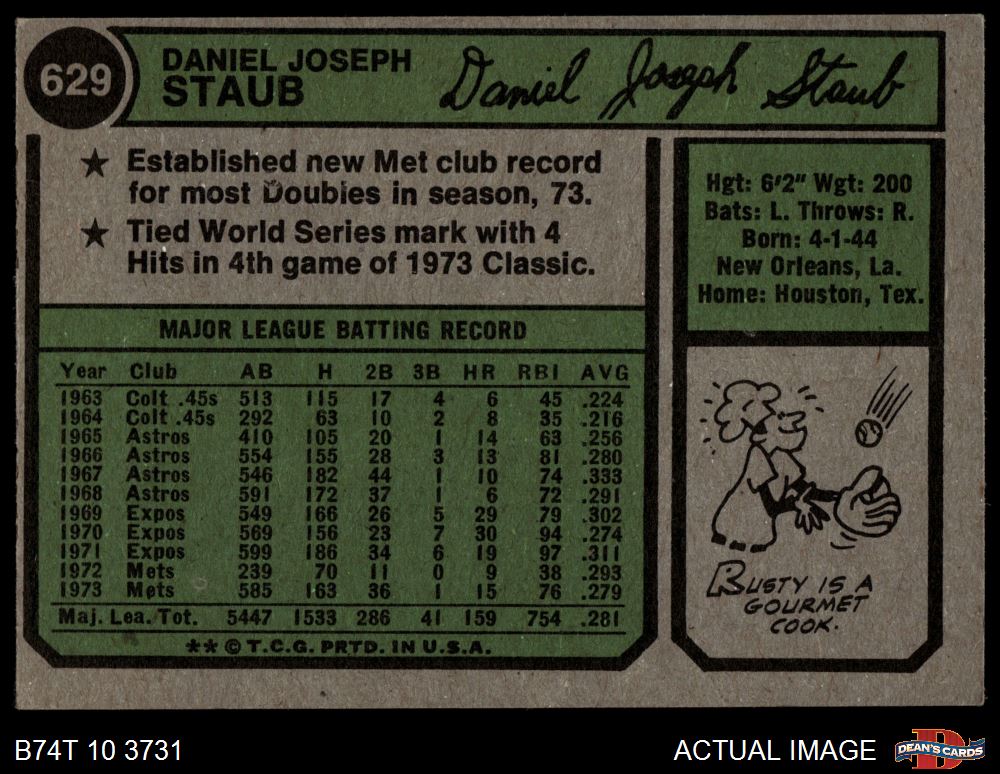 629
DANIEL JOSEPH
STAUB
Daniel Joseph Staub
★ Established new Met club record
for most Doubles in season, 73.
★ Tied World Series mark with 4
Hits in 4th game of 1973 Classic.
Hgt: 6'2" Wgt: 200
Bats: L. Throws: R.
Born: 4-1-44
New Orleans, La.
Home: Houston, Tex.
MAJOR LEAGUE BATTING RECORD
Year Club AB H 2B 3B HR RBI AVG
1963 Colt .45s 513 115 17 4 6 45 .224
1964 Colt .45s 292 63 10 2 8 35 .216
1965 Astros 410 105 20 1 14 63 .256
1966 Astros 554 155 28 3 13 81 .280
1967 Astros 546 182 44 1 10 74 .333
1968 Astros 591 172 37 1 6 72 .291
1969 Expos 549 166 26 5 29 79 .302
1970 Expos 569 156 23 7 30 94 .274
1971 Expos 599 186 34 6 19 97 .311
1972 Mets 239 70 11 0 9 38 .293
1973 Mets 585 163 36 1 15 76 .279
Maj. Lea. Tot. 5447 1533 286 41 159 754 .281
** © T.C.G. PRTD. IN U.S.A.
RUSTY IS A
GOURMET
COOK.
B74T 10 3731
ACTUAL IMAGE
DEAN'S CARDS